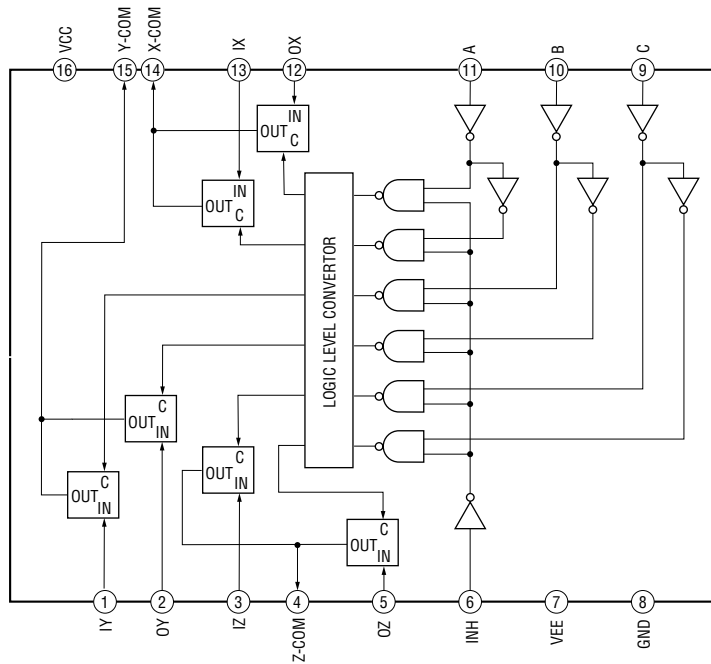 VCC
Y-COM
X-COM
IX
OX
A
B
C
16
15
14
13
12
11
10
9
IN
OUT
C
IN
OUT
C
LOGIC LEVEL CONVERTOR
C
OUT
IN
C
OUT
IN
C
OUT
IN
C
OUT
IN
1
2
3
4
5
6
7
8
IY
OY
IZ
Z-COM
OZ
INH
VEE
GND